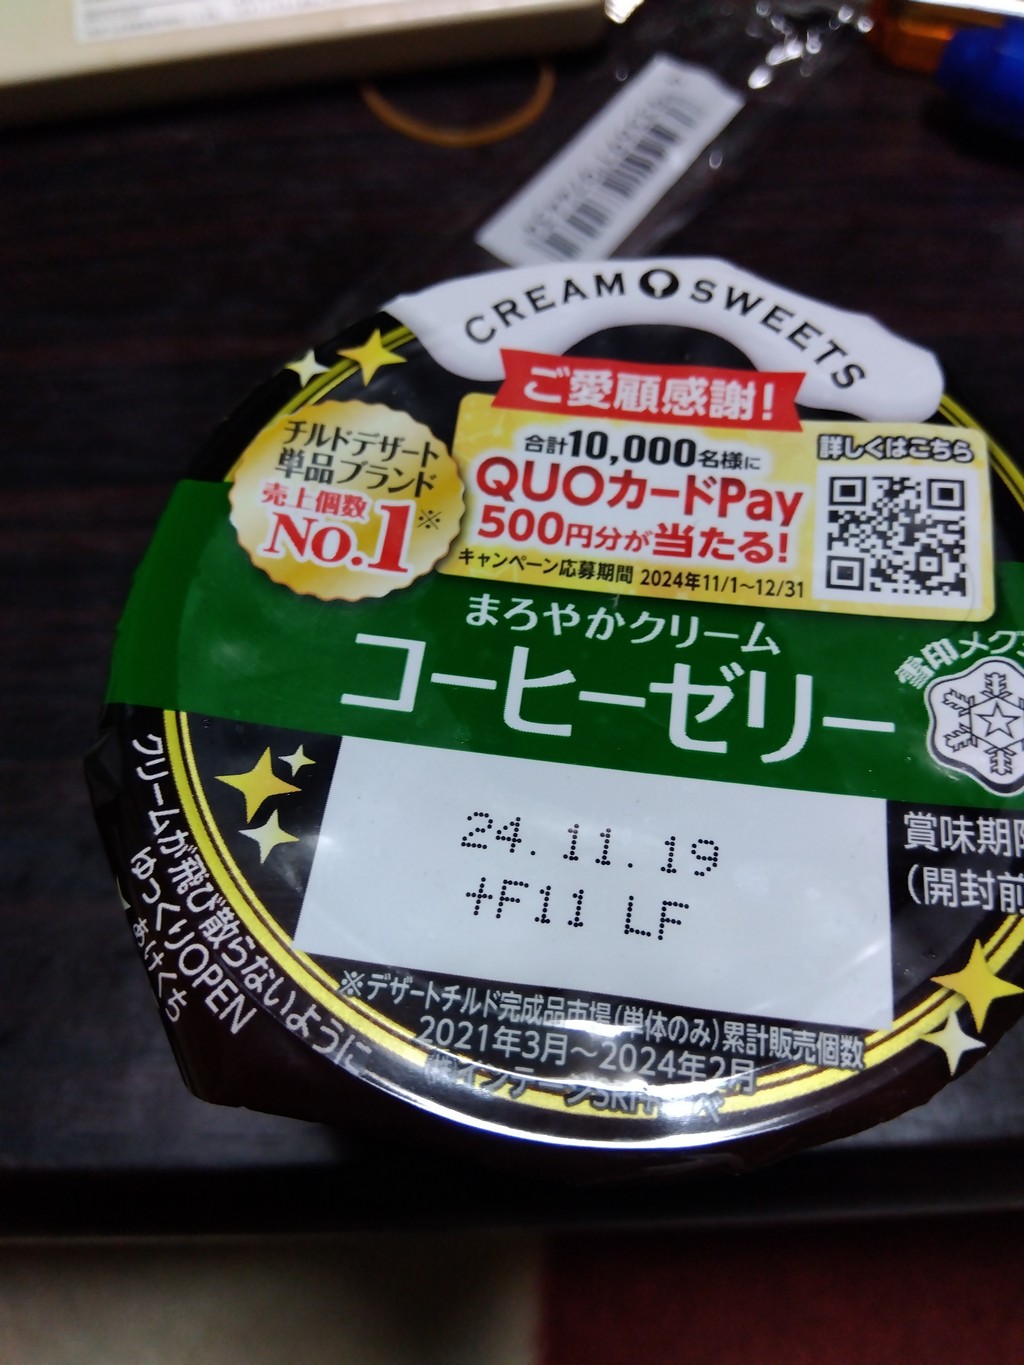 CREAM SWEETS
ご愛顧感謝!
チルドデザート
単品ブランド
売上個数
No.1※
合計10,000名様に
QUOカードPay
500円分が当たる!
キャンペーン応募期間 2024年11/1~12/31
詳しくはこちら
まろやかクリーム
コーヒーゼリー
雪印メグ
24.11.19
+F11 LF
賞味期限
(開封前
クリームが飛び散らないように
ゆっくりOPEN
あけくち
※デザートチルド完成品市場(単体のみ)累計販売個数
2021年3月~2024年2月